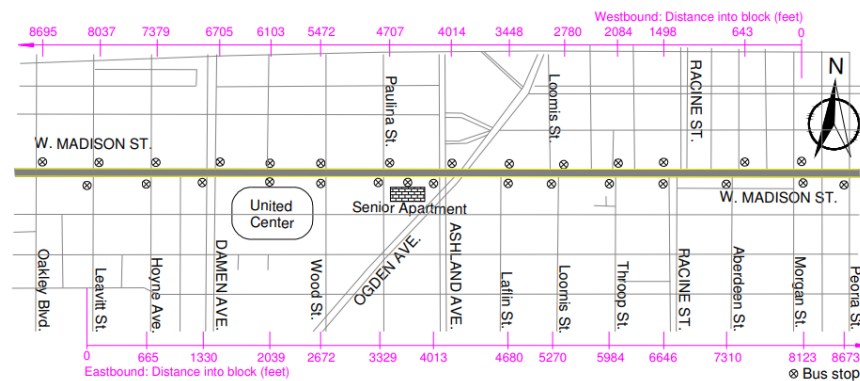 Westbound: Distance into block (feet)
8695 8037 7379 6705 6103 5472 4707 4014 3448 2780 2084 1498 643 0
N
Paulina St.
Loomis St.
RACINE ST.
W. MADISON ST.
United
Center
Senior Apartment
W. MADISON ST.
Oakley Blvd.
Leavitt St.
Hoyne Ave.
DAMEN AVE.
Wood St.
OGDEN AVE.
ASHLAND AVE.
Laflin St.
Loomis St.
Throop St.
RACINE ST.
Aberdeen St.
Morgan St.
Peoria St.
0 665 1330 2039 2672 3329 4013 4680 5270 5984 6646 7310 8123 8673
Eastbound: Distance into block (feet)
Bus stop